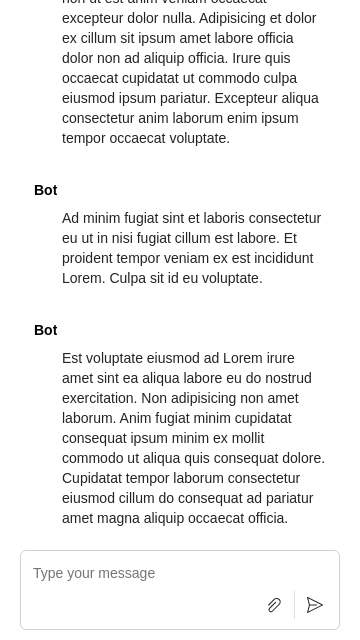 non ut est anim veniam occaecat
excepteur dolor nulla. Adipisicing et dolor
ex cillum sit ipsum amet labore officia
dolor non ad aliquip officia. Irure quis
occaecat cupidatat ut commodo culpa
eiusmod ipsum pariatur. Excepteur aliqua
consectetur anim laborum enim ipsum
tempor occaecat voluptate.
Bot
Ad minim fugiat sint et laboris consectetur
eu ut in nisi fugiat cillum est labore. Et
proident tempor veniam ex est incididunt
Lorem. Culpa sit id eu voluptate.
Bot
Est voluptate eiusmod ad Lorem irure
amet sint ea aliqua labore eu do nostrud
exercitation. Non adipisicing non amet
laborum. Anim fugiat minim cupidatat
consequat ipsum minim ex mollit
commodo ut aliqua quis consequat dolore.
Cupidatat tempor laborum consectetur
eiusmod cillum do consequat ad pariatur
amet magna aliquip occaecat officia.
Type your message